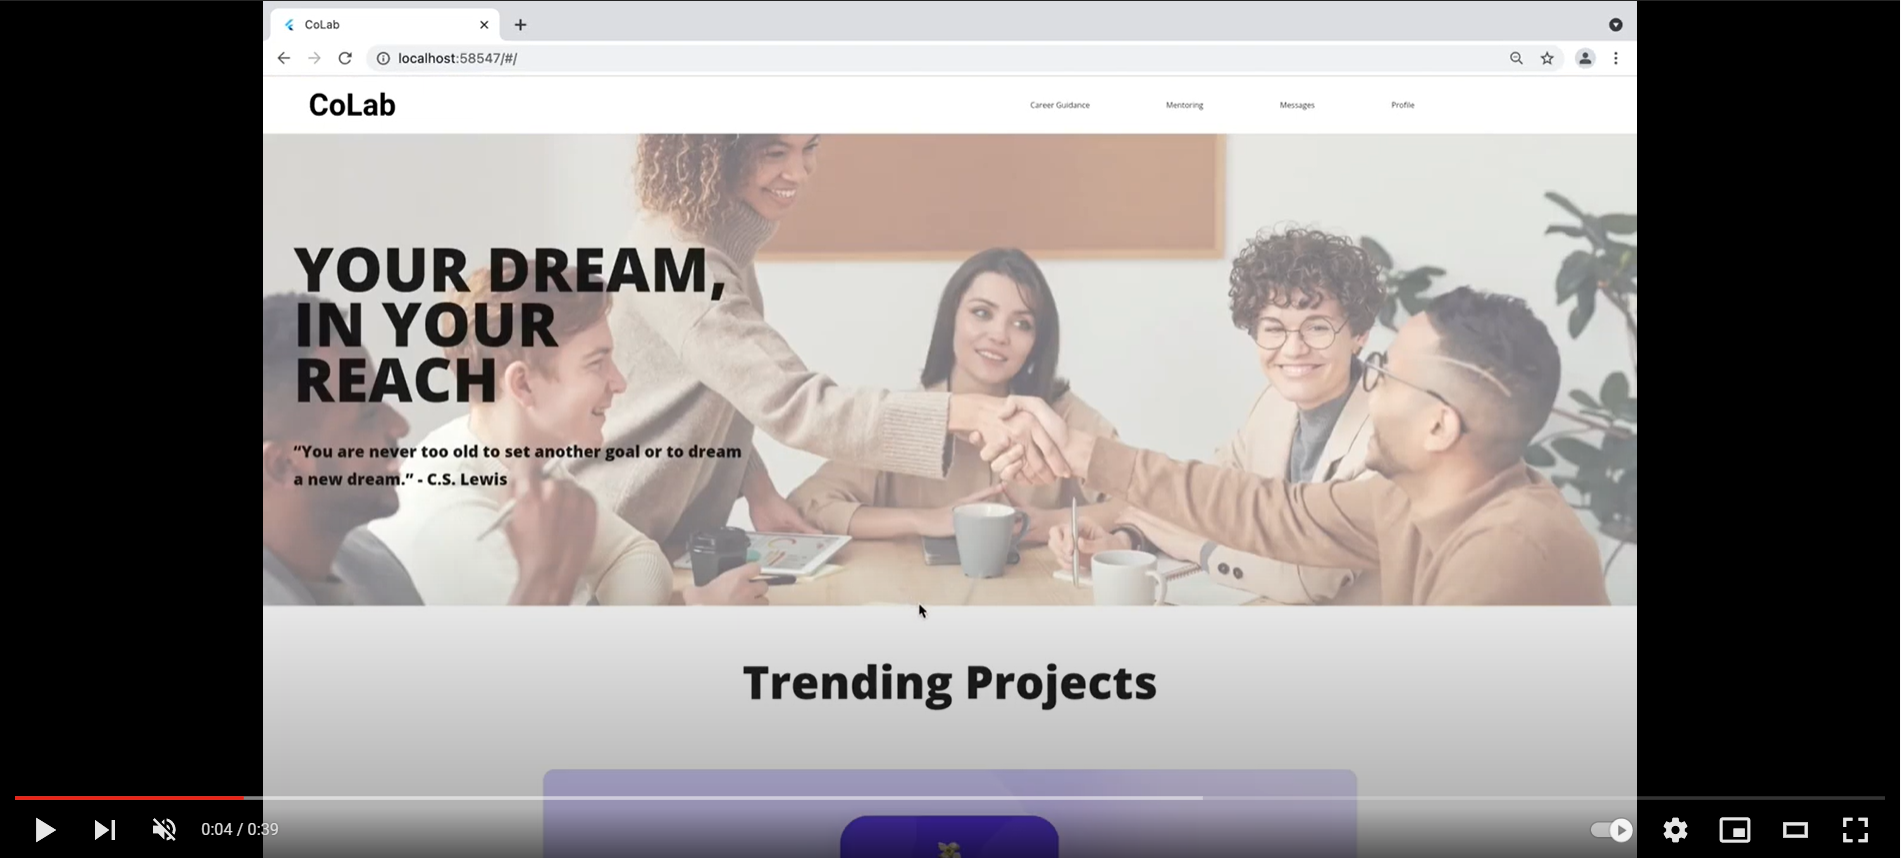 CoLab
localhost:58547/#/
CoLab
Career Guidance
Mentoring
Messages
Profile
YOUR DREAM,
IN YOUR
REACH
“You are never too old to set another goal or to dream
a new dream.” - C.S. Lewis
Trending Projects
0:04 / 0:39